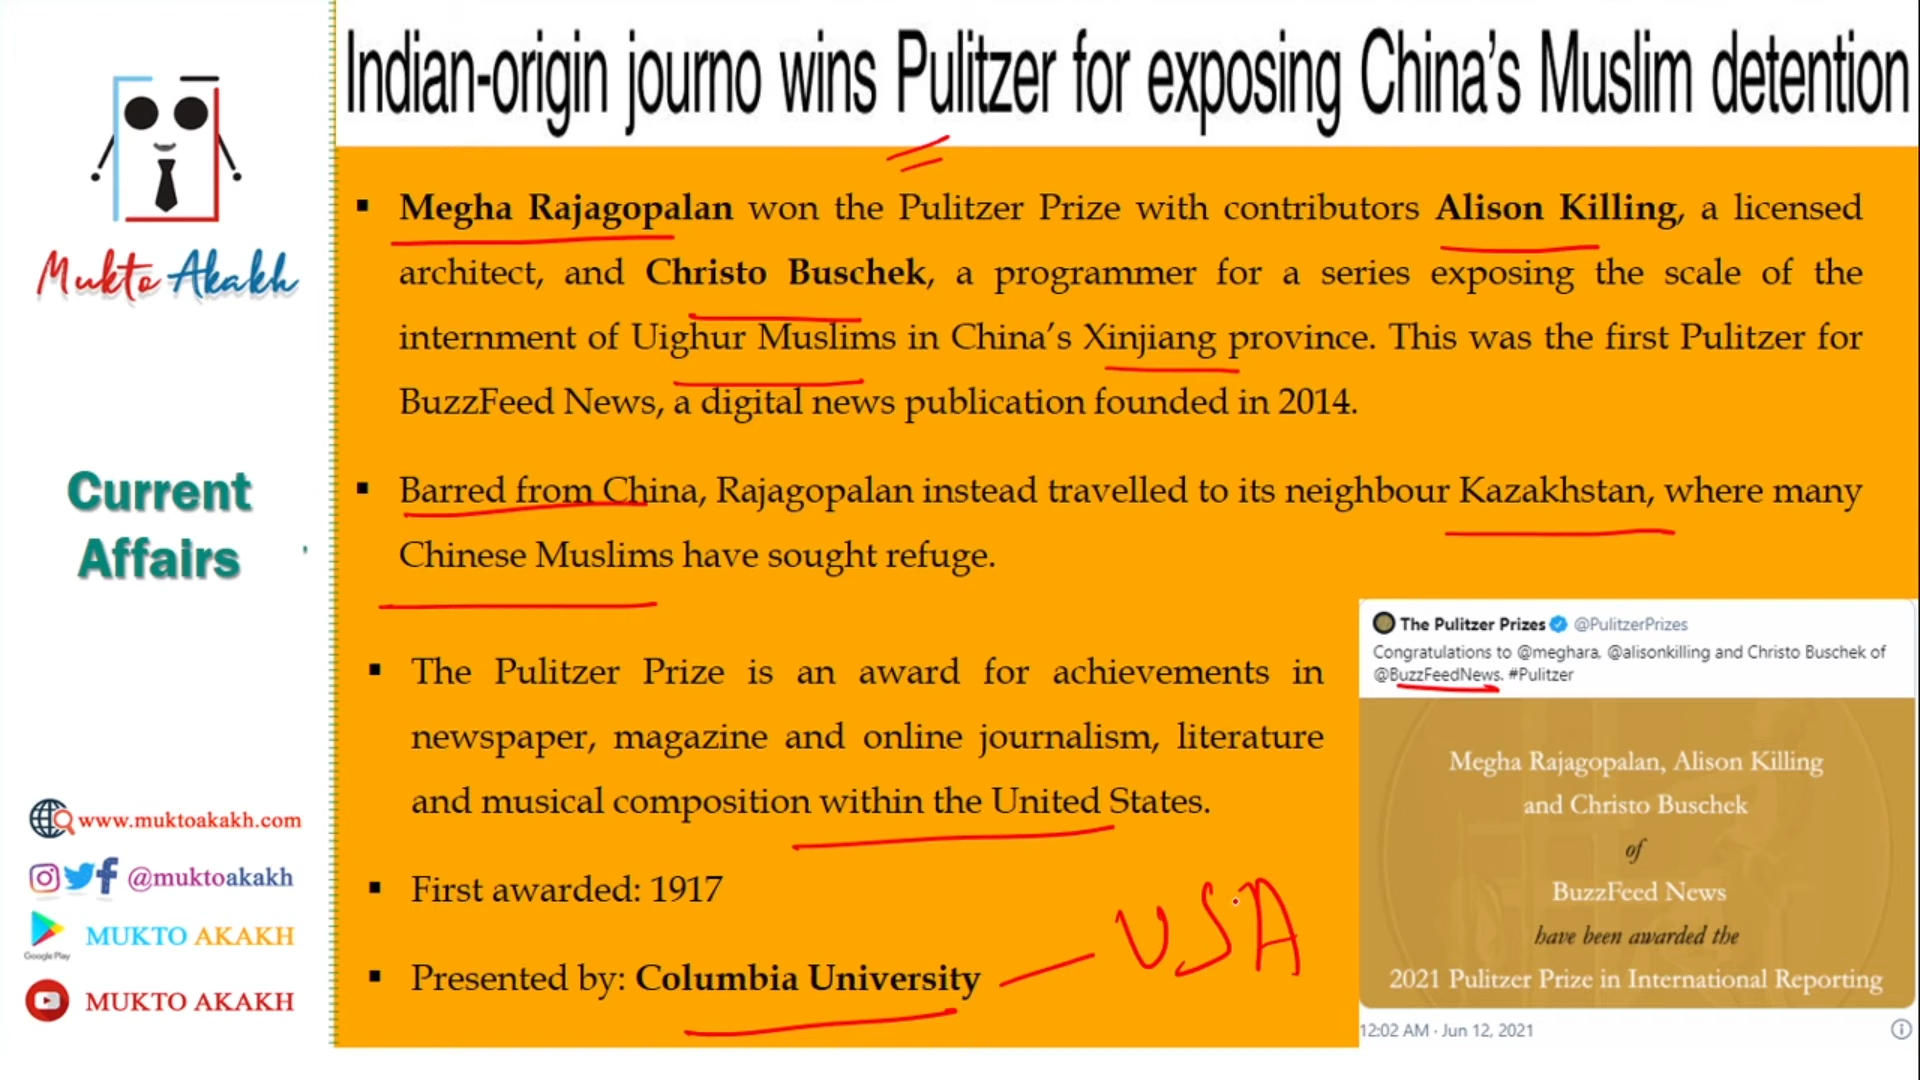 Indian-origin journo wins Pulitzer for exposing China's Muslim detention
Mukto Akakh
Current
Affairs
www.muktoakakh.com
@muktoakakh
Google Play
MUKTO AKAKH
MUKTO AKAKH
▪ Megha Rajagopalan won the Pulitzer Prize with contributors Alison Killing, a licensed
architect, and Christo Buschek, a programmer for a series exposing the scale of the
internment of Uighur Muslims in China's Xinjiang province. This was the first Pulitzer for
BuzzFeed News, a digital news publication founded in 2014.
▪ Barred from China, Rajagopalan instead travelled to its neighbour Kazakhstan, where many
Chinese Muslims have sought refuge.
▪ The Pulitzer Prize is an award for achievements in
newspaper, magazine and online journalism, literature
and musical composition within the United States.
▪ First awarded: 1917
▪ Presented by: Columbia University
USA
The Pulitzer Prizes @PulitzerPrizes
Congratulations to @meghara, @alisonkilling and Christo Buschek of
@BuzzFeedNews. #Pulitzer
Megha Rajagopalan, Alison Killing
and Christo Buschek
of
BuzzFeed News
have been awarded the
2021 Pulitzer Prize in International Reporting
12:02 AM · Jun 12, 2021